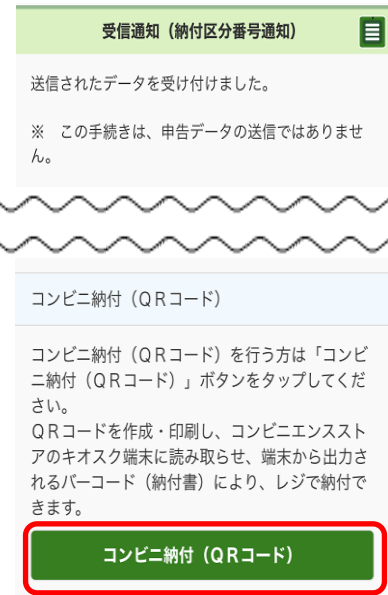 受信通知（納付区分番号通知）
送信されたデータを受け付けました。
※　この手続きは、申告データの送信ではありませ
ん。
コンビニ納付（ＱＲコード）
コンビニ納付（ＱＲコード）を行う方は「コンビ
ニ納付（ＱＲコード）」ボタンをタップしてくだ
さい。
ＱＲコードを作成・印刷し、コンビニエンススト
アのキオスク端末に読み取らせ、端末から出力さ
れるバーコード（納付書）により、レジで納付で
きます。
コンビニ納付（ＱＲコード）